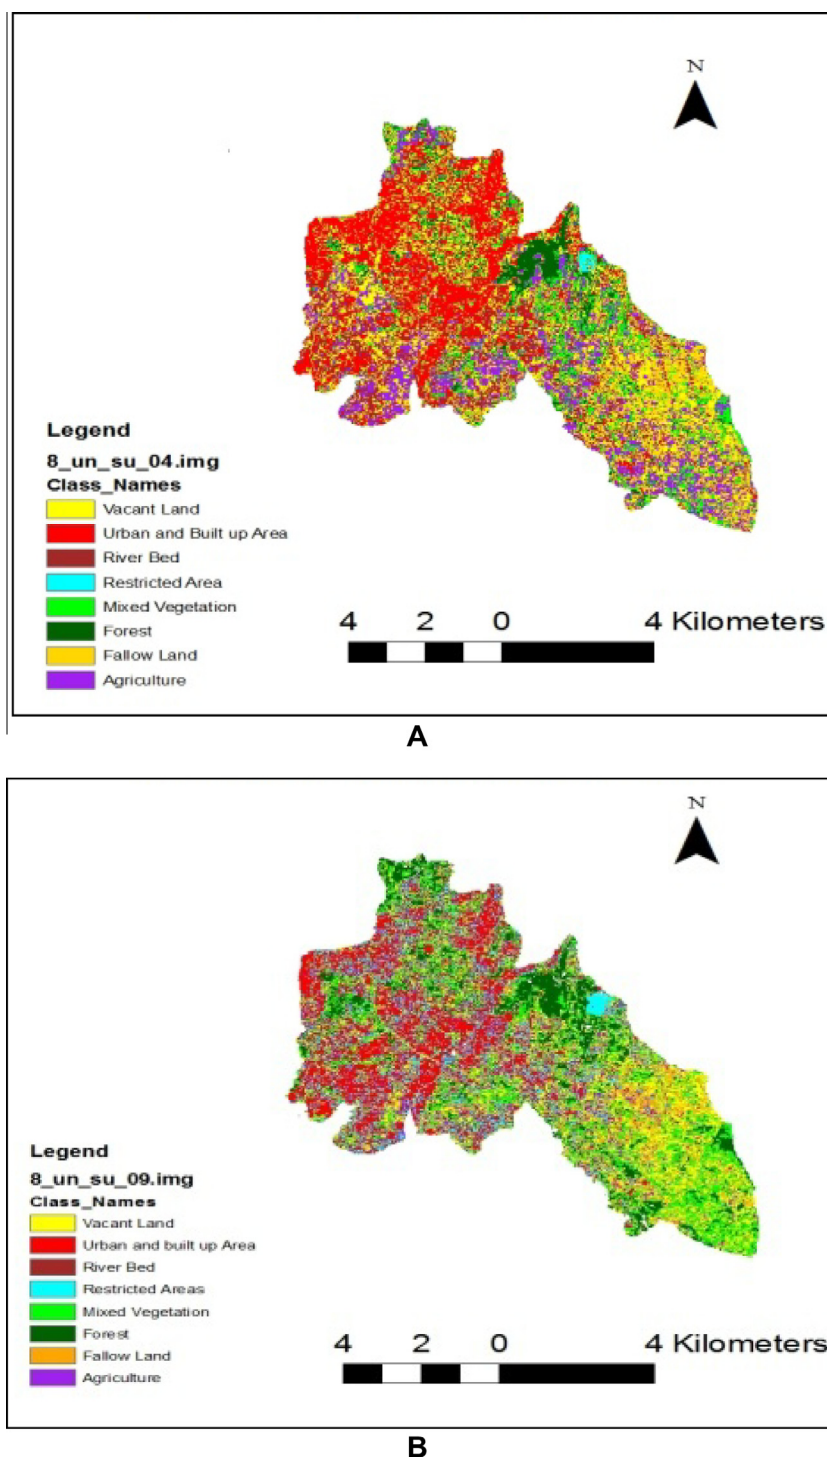 N
Legend
8_un_su_04.img
Class_Names
Vacant Land
Urban and Built up Area
River Bed
Restricted Area
Mixed Vegetation
Forest
Fallow Land
Agriculture
4 2 0 4 Kilometers
A
N
Legend
8_un_su_09.img
Class_Names
Vacant Land
Urban and built up Area
River Bed
Restricted Areas
Mixed Vegetation
Forest
Fallow Land
Agriculture
4 2 0 4 Kilometers
B